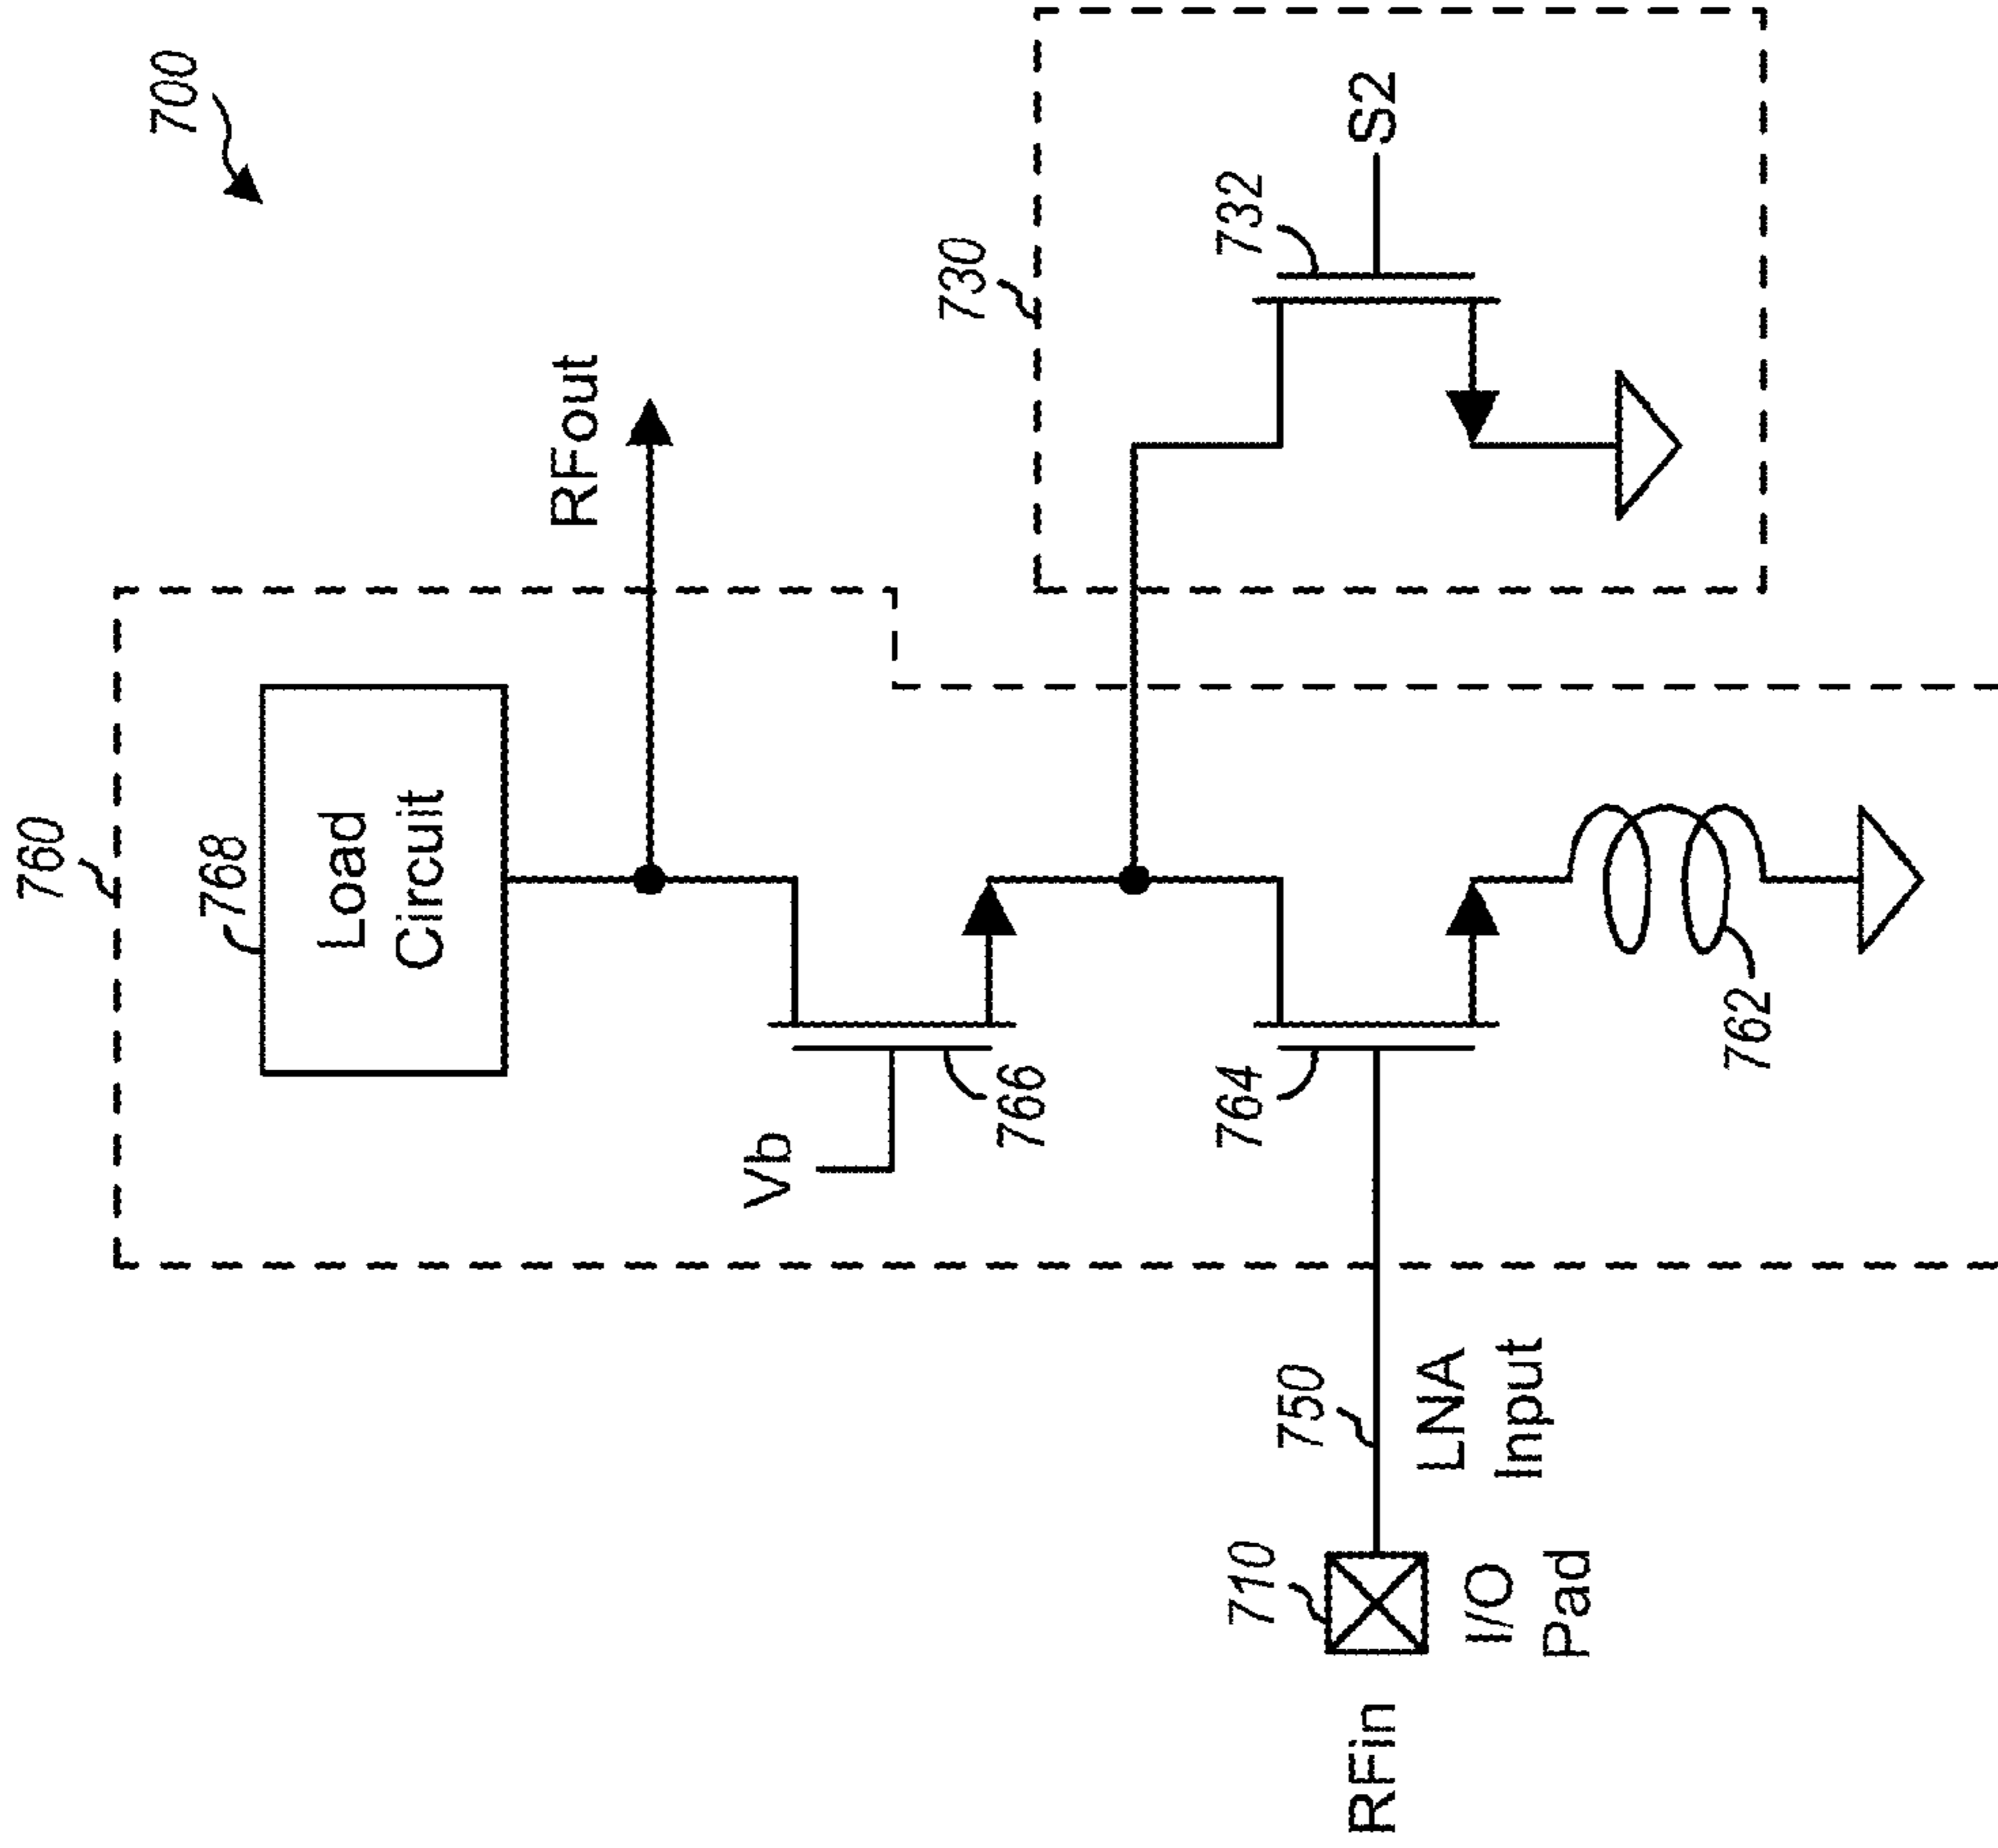 700
760
768
Load
Circuit
RFout
730
732
S2
Vb
766
764
762
750
LNA
Input
710
I/O
Pad
RFin